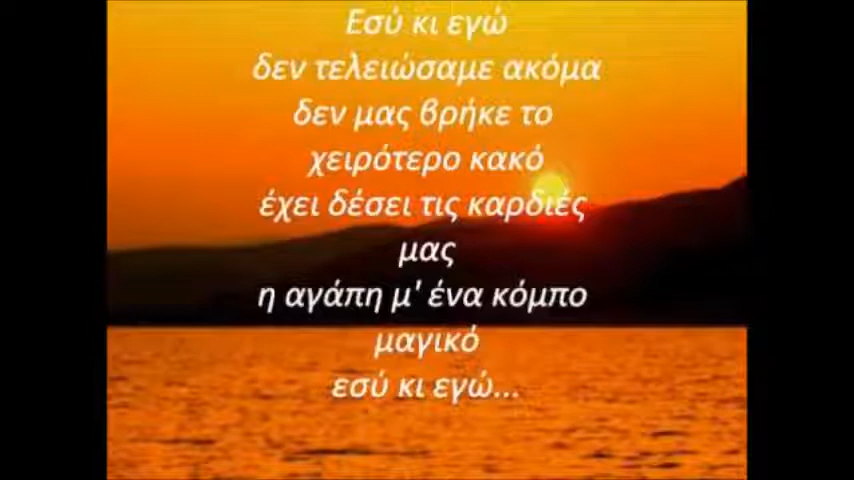 Εσύ κι εγώ
δεν τελειώσαμε ακόμα
δεν μας βρήκε το
χειρότερο κακό
έχει δέσει τις καρδιές
μας
η αγάπη μ' ένα κόμπο
μαγικό
εσύ κι εγώ...